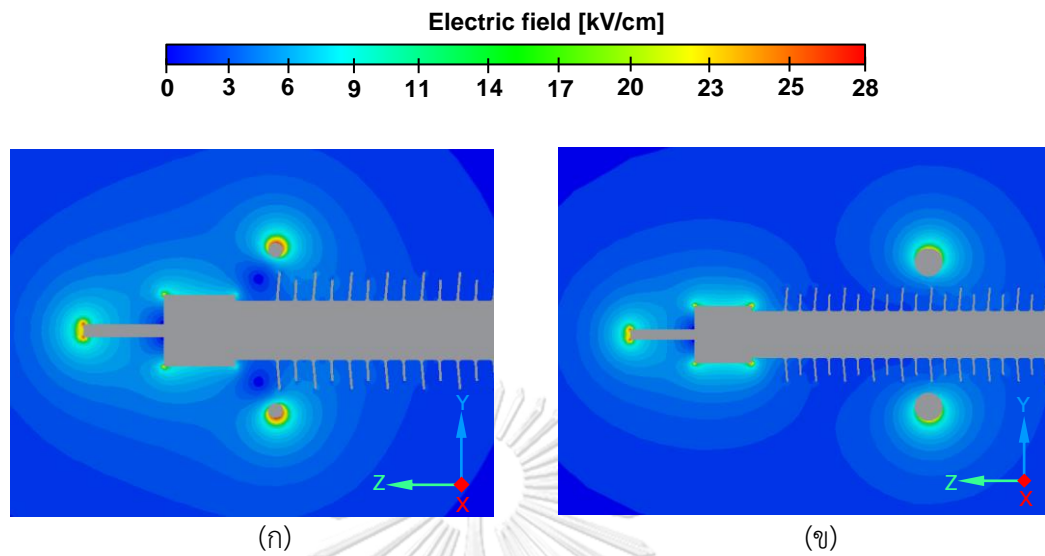 Electric field [kV/cm]
0 3 6 9 11 14 17 20 23 25 28
Y
Z
X
Y
Z
X
(ก) (ข)